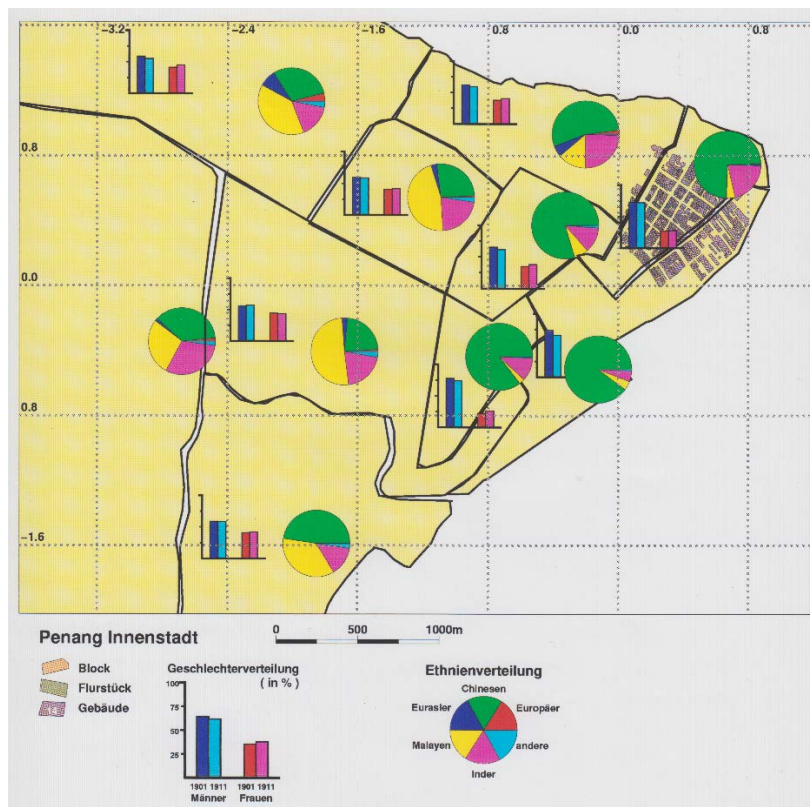 −3.2 −2.4 −1.6 0.8 0.0 0.8
0.8
0.0
0.8
−1.6
Penang Innenstadt
0 500 1000m
Block
Flurstück
Gebäude
Geschlechterverteilung
( in % )
100
75
50
25
1901 1911 1901 1911
Männer Frauen
Ethnienverteilung
Chinesen
Eurasier Europäer
Malayen andere
Inder